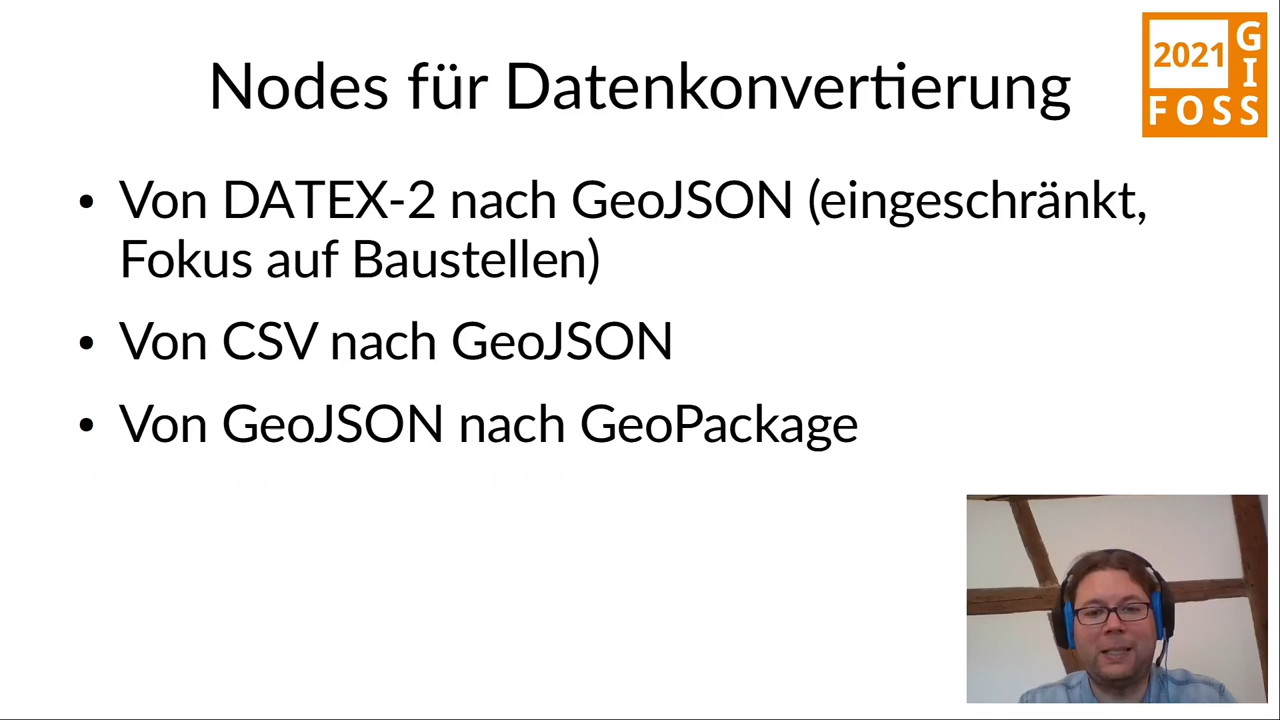 Nodes für Datenkonvertierung
2021
G
I
FOSS
• Von DATEX-2 nach GeoJSON (eingeschränkt,
Fokus auf Baustellen)
• Von CSV nach GeoJSON
• Von GeoJSON nach GeoPackage